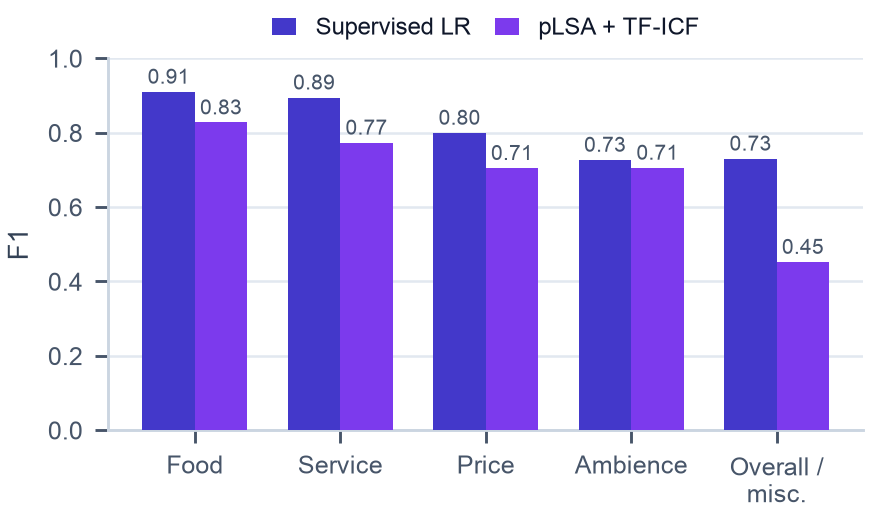 Supervised LR pLSA + TF-ICF
F1
1.0
0.8
0.6
0.4
0.2
0.0
0.91 0.83 0.89 0.77 0.80 0.71 0.73 0.71 0.73 0.45
Food Service Price Ambience Overall /
misc.